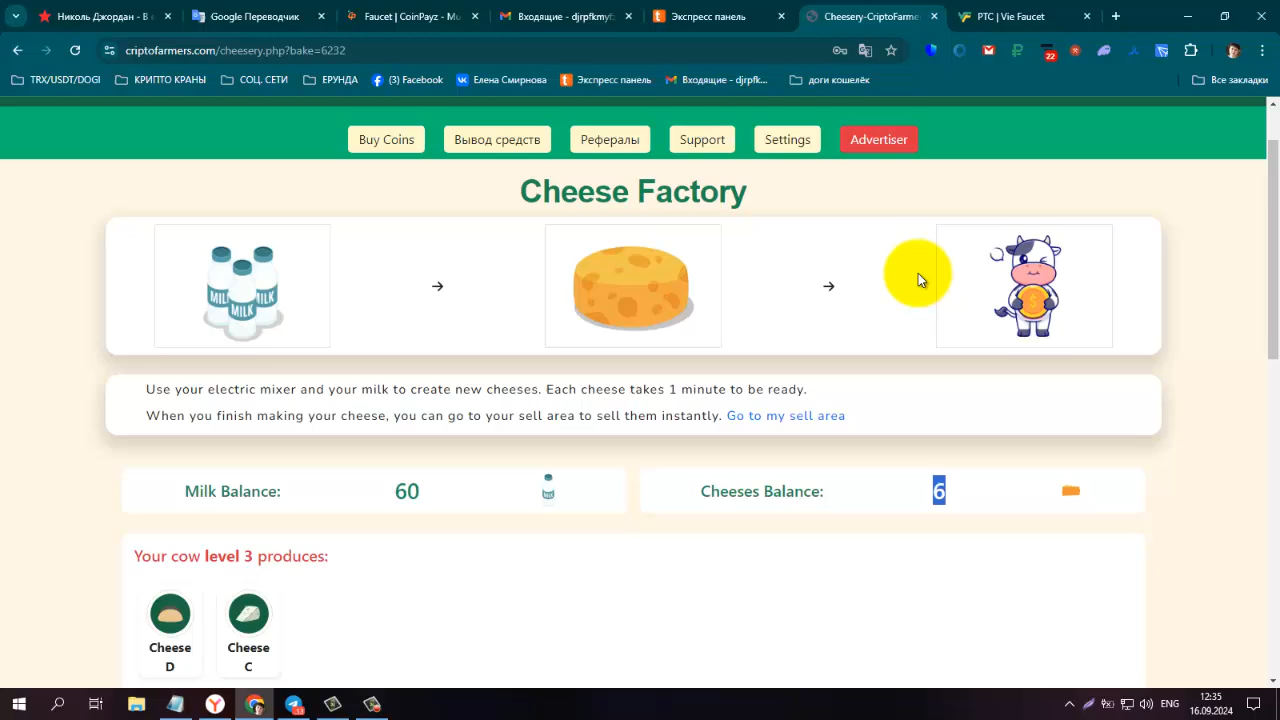 Николь Джордан - В е
Google Переводчик
Faucet | CoinPayz - Mu
Входящие - djrpfkmyfz
Экспресс панель
Cheesery-CriptoFarme
PTC | Vie Faucet
criptofarmers.com/cheesery.php?bake=6232
22
TRX/USDT/DOGI
КРИПТО КРАНЫ
СОЦ. СЕТИ
ЕРУНДА
(3) Facebook
Елена Смирнова
Экспресс панель
Входящие - djrpfk...
доги кошелёк
Все закладки
Buy Coins
Вывод средств
Рефералы
Support
Settings
Advertiser
Cheese Factory
MILK
MILK
Use your electric mixer and your milk to create new cheeses. Each cheese takes 1 minute to be ready.
When you finish making your cheese, you can go to your sell area to sell them instantly. Go to my sell area
Milk Balance: 60
Cheeses Balance: 6
Your cow level 3 produces:
Cheese
D
Cheese
C
ENG
12:35
16.09.2024